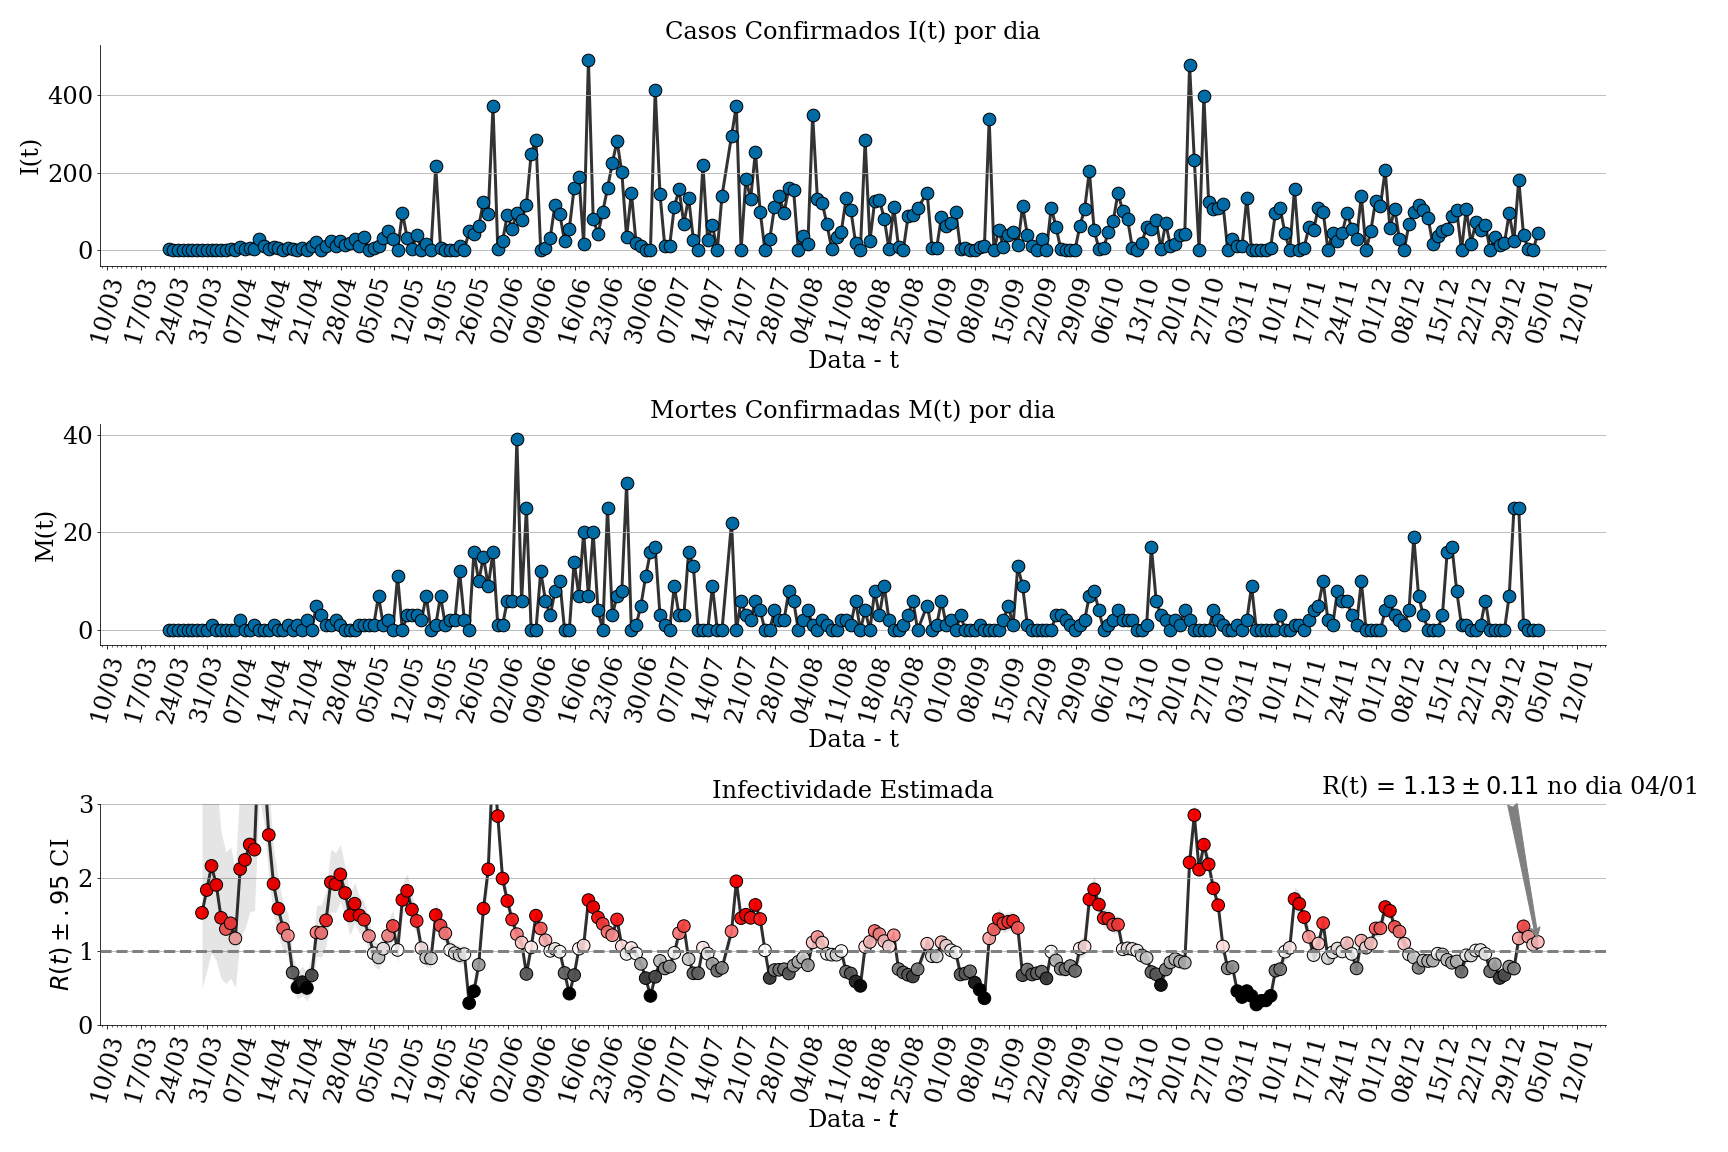 Casos Confirmados I(t) por dia
I(t)
400
200
0
10/03 17/03 24/03 31/03 07/04 14/04 21/04 28/04 05/05 12/05 19/05 26/05 02/06 09/06 16/06 23/06 30/06 07/07 14/07 21/07 28/07 04/08 11/08 18/08 25/08 01/09 08/09 15/09 22/09 29/09 06/10 13/10 20/10 27/10 03/11 10/11 17/11 24/11 01/12 08/12 15/12 22/12 29/12 05/01 12/01
Data - t
Mortes Confirmadas M(t) por dia
M(t)
40
20
0
10/03 17/03 24/03 31/03 07/04 14/04 21/04 28/04 05/05 12/05 19/05 26/05 02/06 09/06 16/06 23/06 30/06 07/07 14/07 21/07 28/07 04/08 11/08 18/08 25/08 01/09 08/09 15/09 22/09 29/09 06/10 13/10 20/10 27/10 03/11 10/11 17/11 24/11 01/12 08/12 15/12 22/12 29/12 05/01 12/01
Data - t
Infectividade Estimada
R(t) = 1.13 ± 0.11 no dia 04/01
R(t) ± .95 CI
3
2
1
0
10/03 17/03 24/03 31/03 07/04 14/04 21/04 28/04 05/05 12/05 19/05 26/05 02/06 09/06 16/06 23/06 30/06 07/07 14/07 21/07 28/07 04/08 11/08 18/08 25/08 01/09 08/09 15/09 22/09 29/09 06/10 13/10 20/10 27/10 03/11 10/11 17/11 24/11 01/12 08/12 15/12 22/12 29/12 05/01 12/01
Data - t